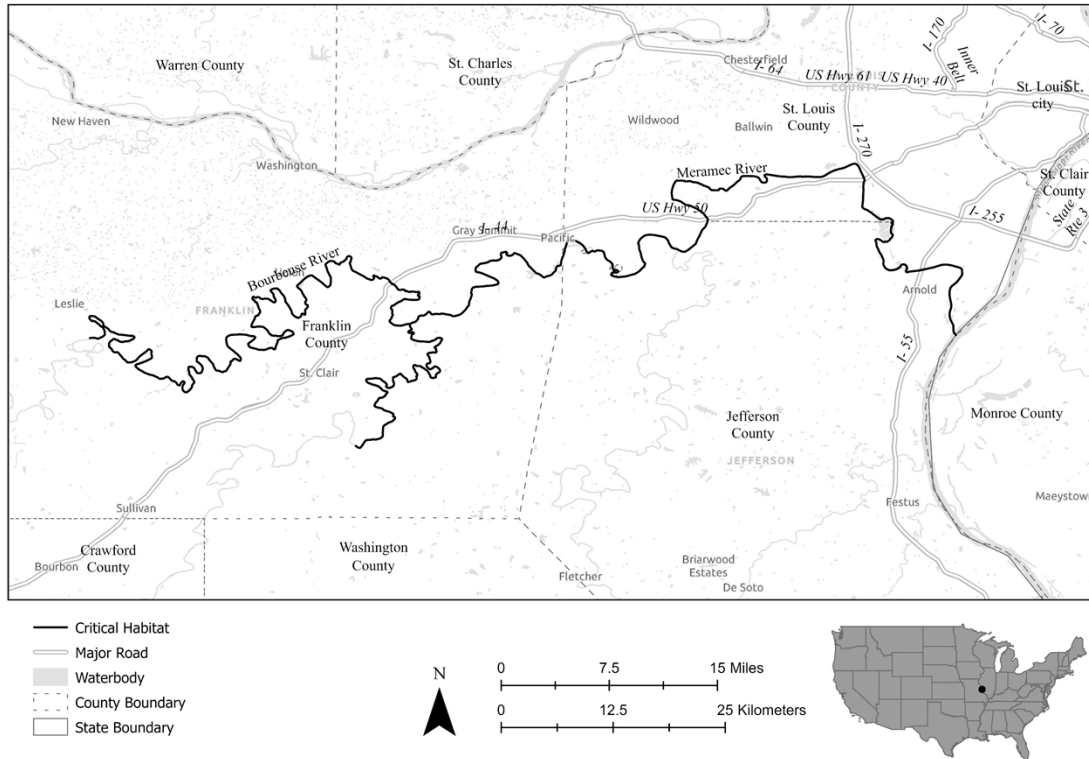 I- 170
I- 70
Inner
Belt
Warren County
St. Charles
County
Chesterfield
I- 64
US Hwy 61
US Hwy 40
COUNTY
St. Louis
city
St.
New Haven
Wildwood
Ballwin
St. Louis
County
I- 270
Washington
Meramec River
St. Clair
County
State
Rte 3
I- 255
US Hwy 50
Gray Summit
I- 44
Pacific
Bourbeuse River
Leslie
FRANKLIN
Franklin
County
Arnold
I- 55
St. Clair
Jefferson
County
Monroe County
JEFFERSON
Sullivan
Festus
Maeystown
Crawford
County
Bourbon
Washington
County
Fletcher
Briarwood
Estates
De Soto
Critical Habitat
Major Road
Waterbody
County Boundary
State Boundary
N
0 7.5 15 Miles
0 12.5 25 Kilometers